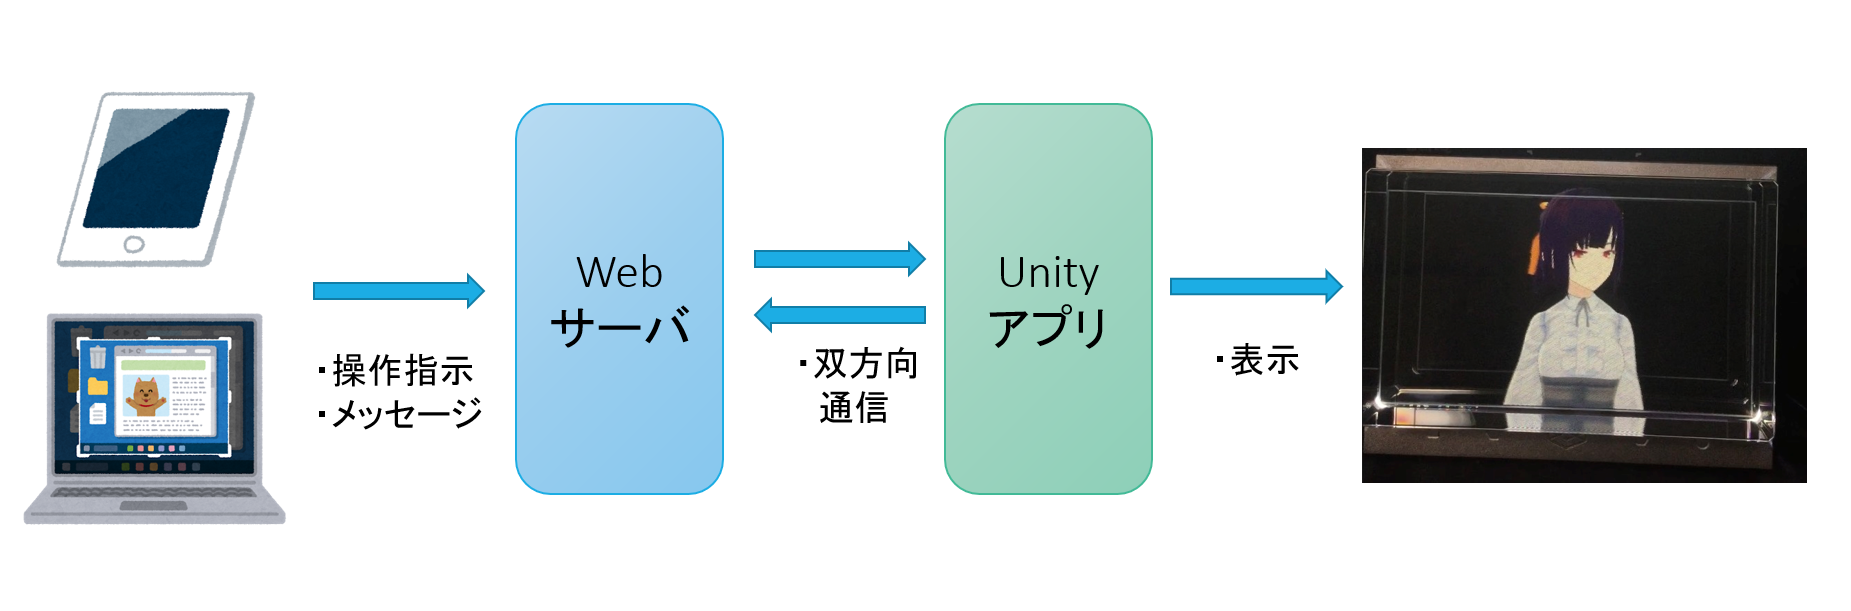 ・操作指示
・メッセージ
Web
サーバ
・双方向
通信
Unity
アプリ
・表示